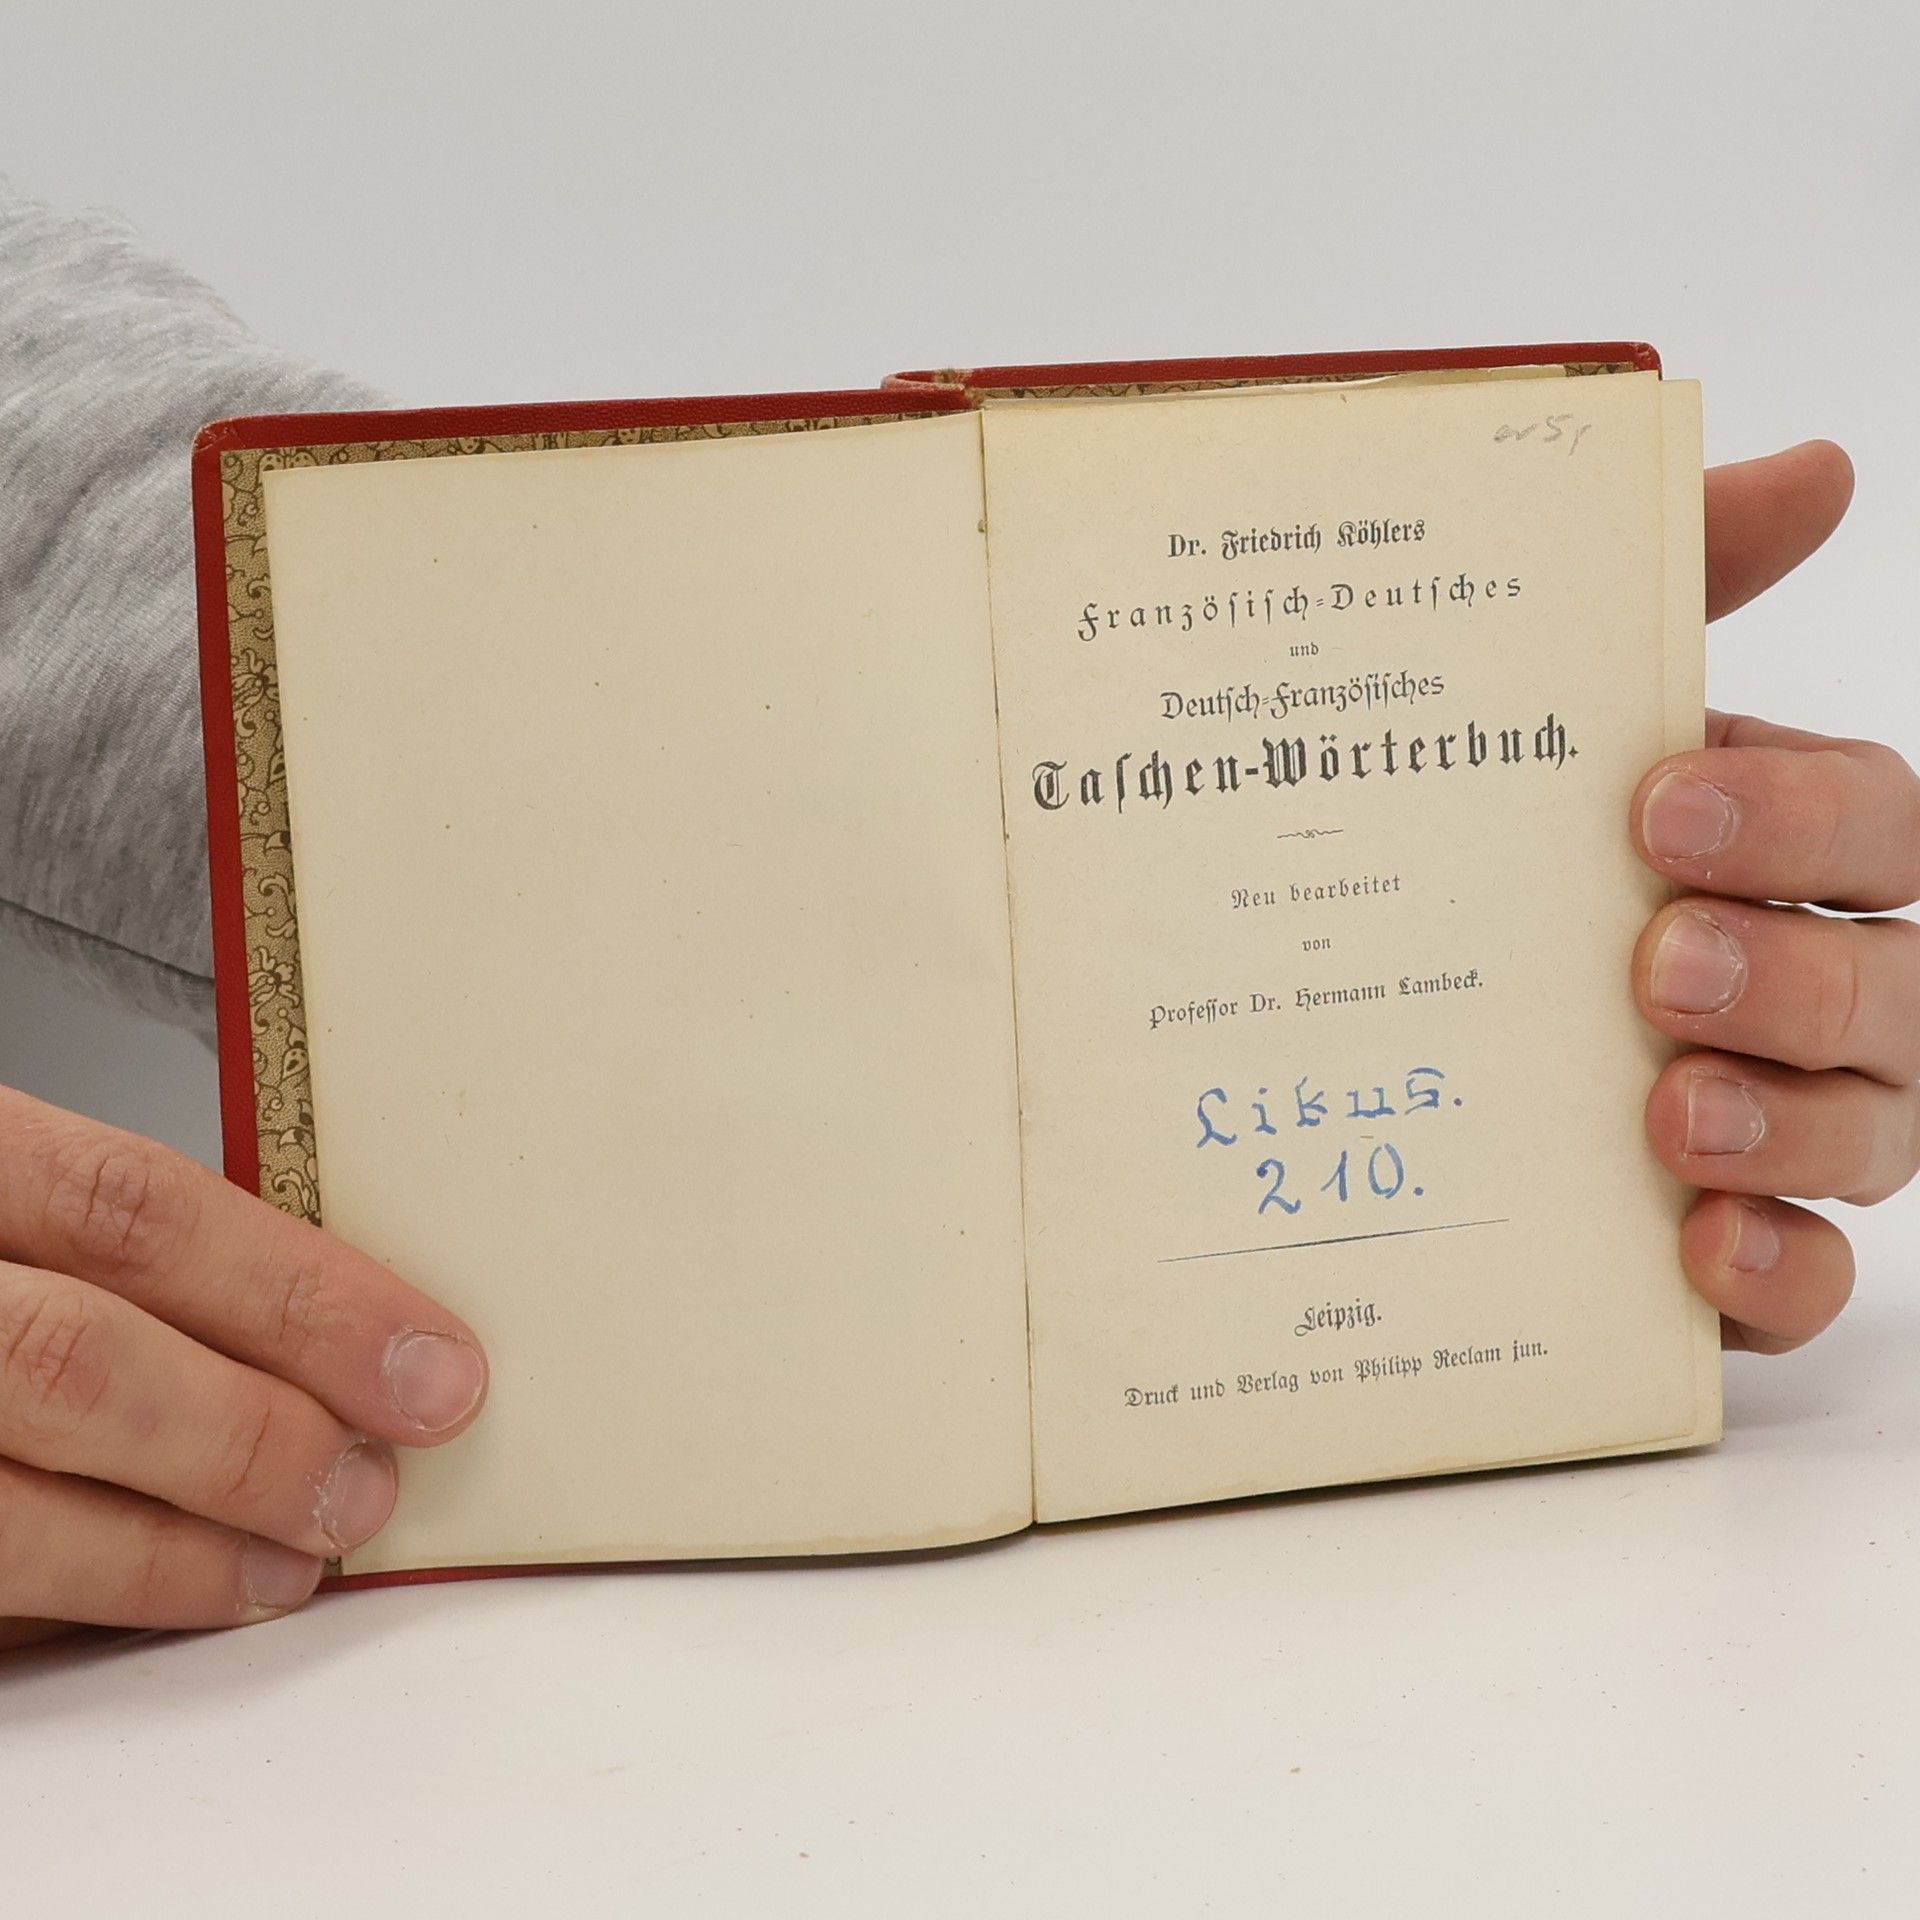 Dr. Friedrich Köhlers
Franzöſiſch-Deutſches
und
Deutſch-Franzöſiſches
Taſchen-Wörterbuch.
Neu bearbeitet
von
Profeſſor Dr. Hermann Lambeck.
Likus.
210.
Leipzig.
Druck und Verlag von Philipp Reclam jun.